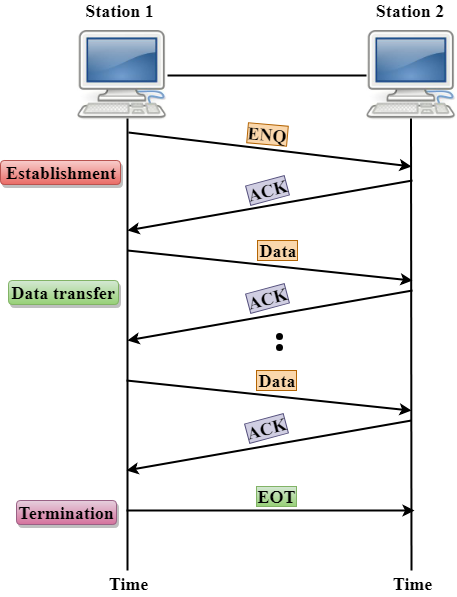 Station 1
Station 2
ENQ
Establishment
ACK
Data
Data transfer
ACK
Data
ACK
EOT
Termination
Time
Time